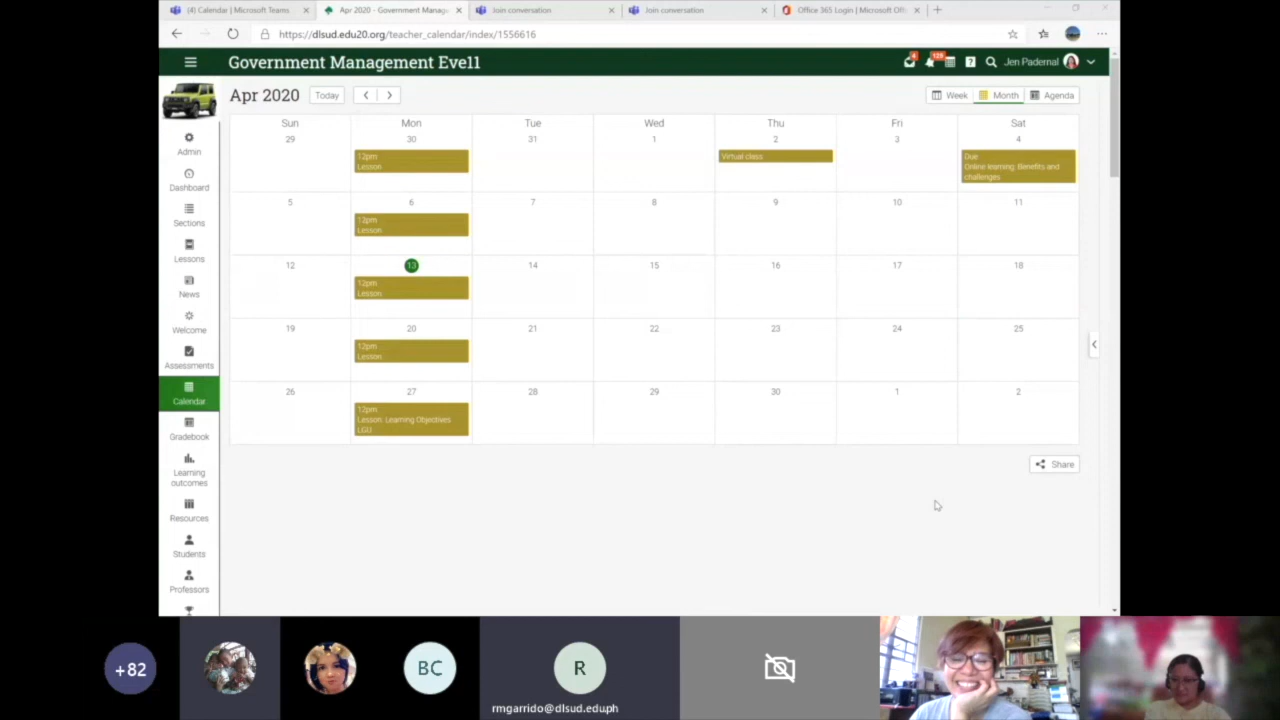 (4) Calendar | Microsoft Teams
Apr 2020 - Government Manage
Join conversation
Join conversation
Office 365 Login | Microsoft Off
https://dlsud.edu20.org/teacher_calendar/index/1556616
Government Management Eve11
4
129
Jen Padernal
Apr 2020
Today
Week
Month
Agenda
Sun Mon Tue Wed Thu Fri Sat
29 30 31 1 2 3 4
12pm
Lesson
Virtual class
Due
Online learning: Benefits and
challenges
5 6 7 8 9 10 11
12pm
Lesson
12 13 14 15 16 17 18
12pm
Lesson
19 20 21 22 23 24 25
12pm
Lesson
26 27 28 29 30 1 2
12pm
Lesson: Learning Objectives
LGU
Share
Admin
Dashboard
Sections
Lessons
News
Welcome
Assessments
Calendar
Gradebook
Learning
outcomes
Resources
Students
Professors
+82
BC
R
rmgarrido@dlsud.edu.ph